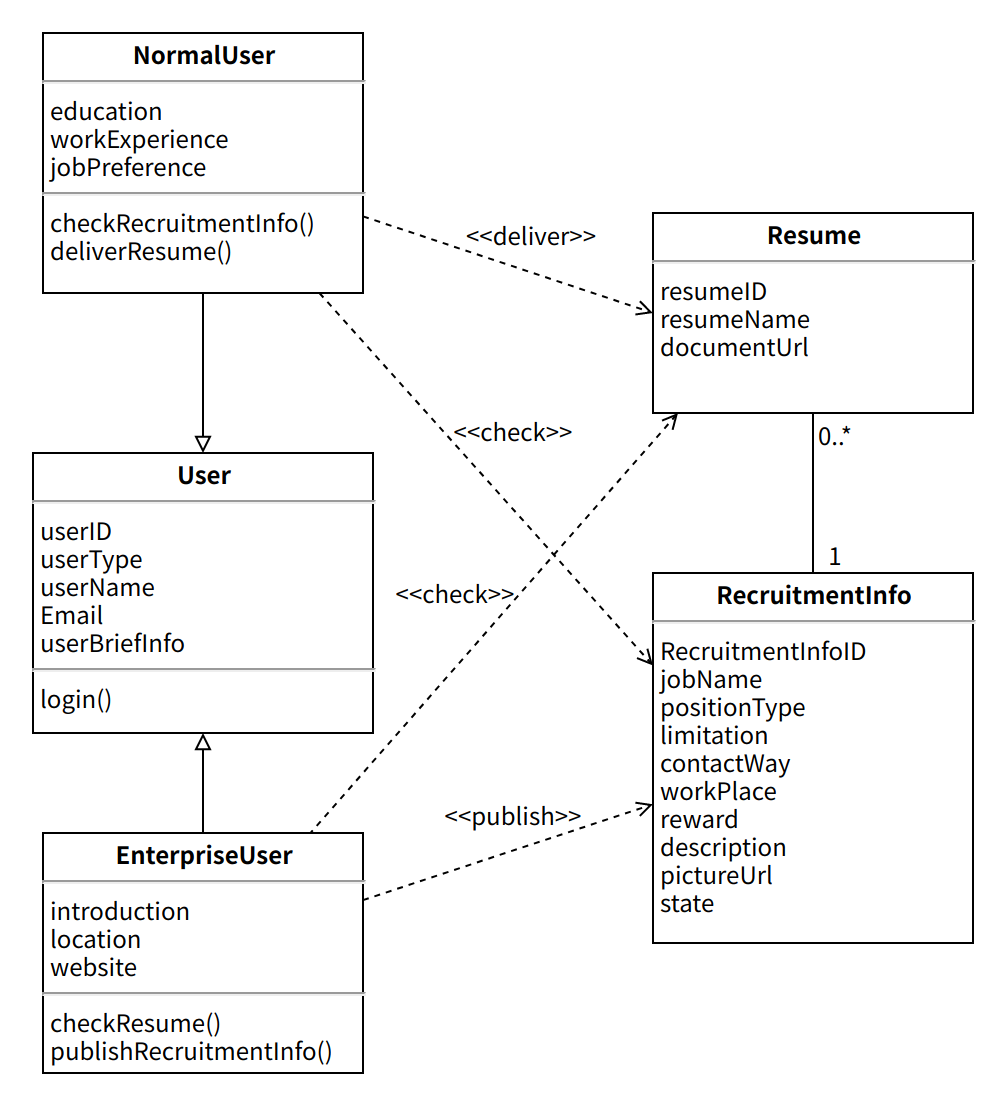 NormalUser
education
workExperience
jobPreference
checkRecruitmentInfo()
deliverResume()
<<deliver>>
Resume
resumeID
resumeName
documentUrl
<<check>>
0..*
User
userID
userType
userName
Email
userBriefInfo
login()
<<check>>
1
RecruitmentInfo
RecruitmentInfoID
jobName
positionType
limitation
contactWay
workPlace
reward
description
pictureUrl
state
<<publish>>
EnterpriseUser
introduction
location
website
checkResume()
publishRecruitmentInfo()